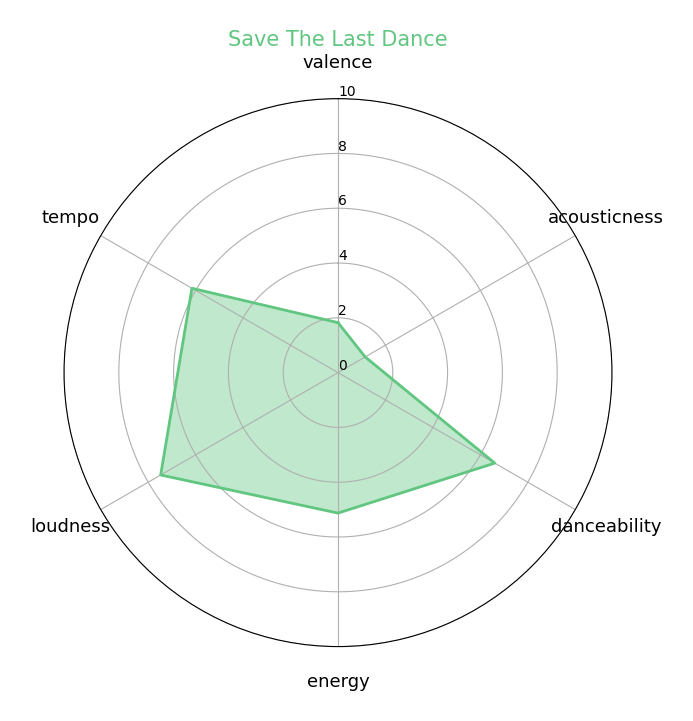 Save The Last Dance
valence
10
8
acousticness
tempo
6
4
2
0
loudness
danceability
energy